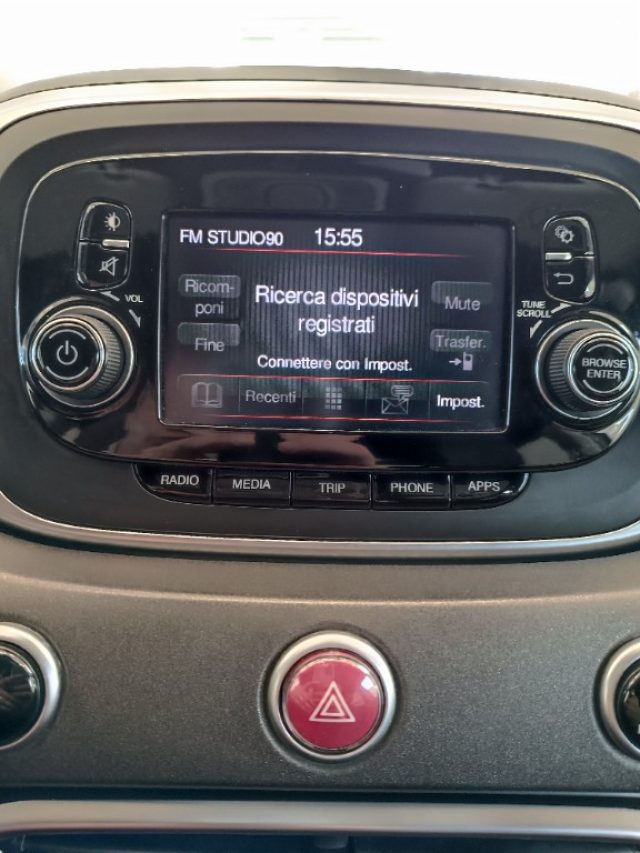 FM STUDIO90 15:55
Ricom-
poni
Ricerca dispositivi
registrati
Mute
Fine
Trasfer.
Connettere con Impost.
Recenti
Impost.
VOL
TUNE
SCROLL
BROWSE
ENTER
RADIO
MEDIA
TRIP
PHONE
APPS